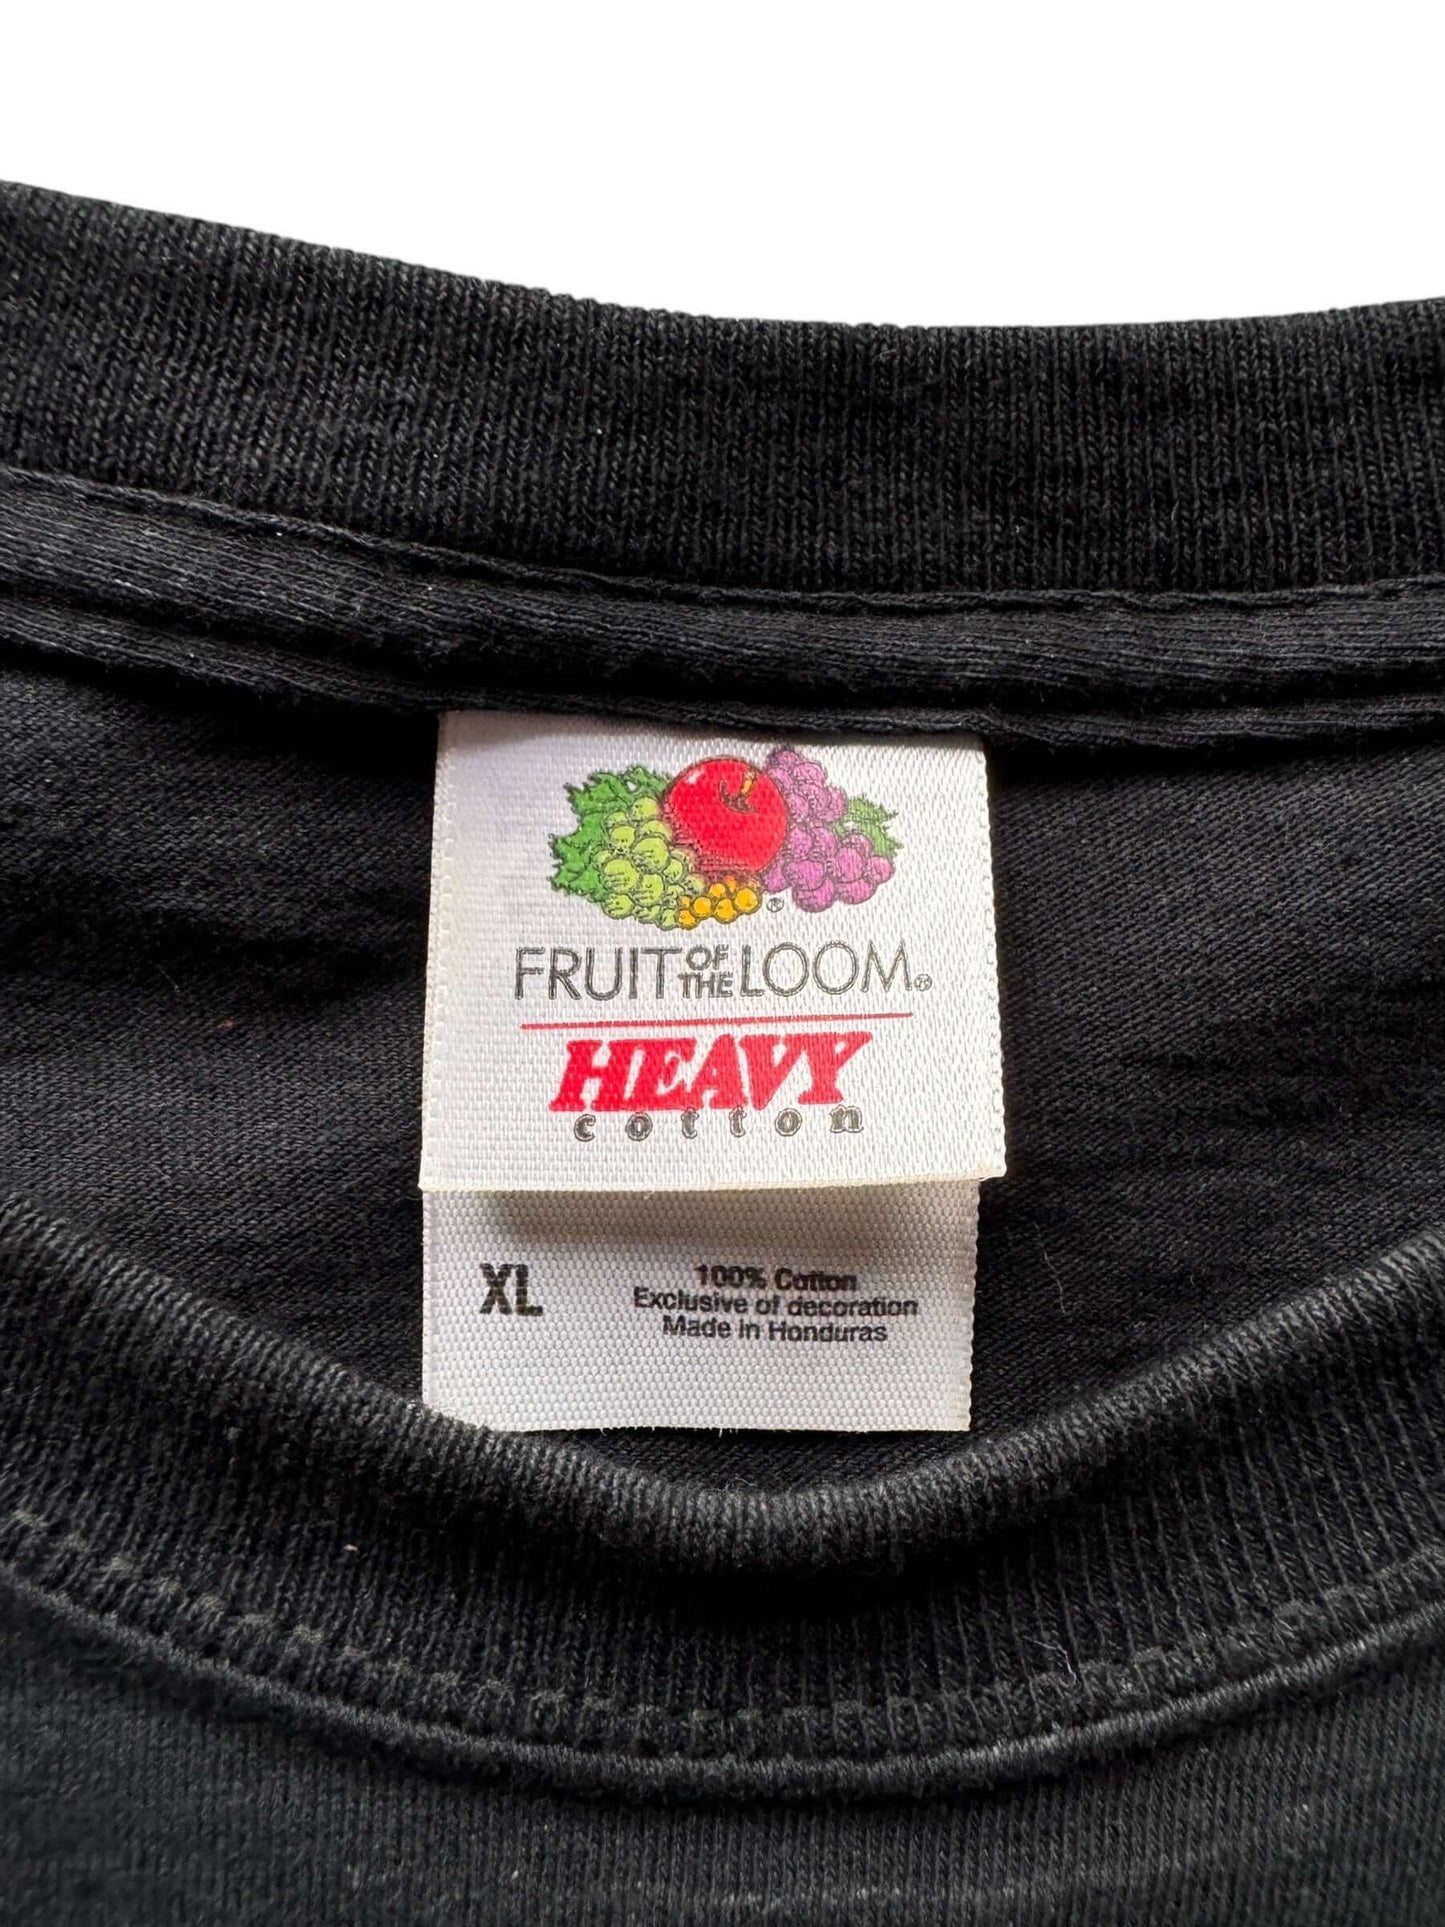 FRUIT OF THE LOOM®
HEAVY
cotton
XL
100% Cotton
Exclusive of decoration
Made in Honduras